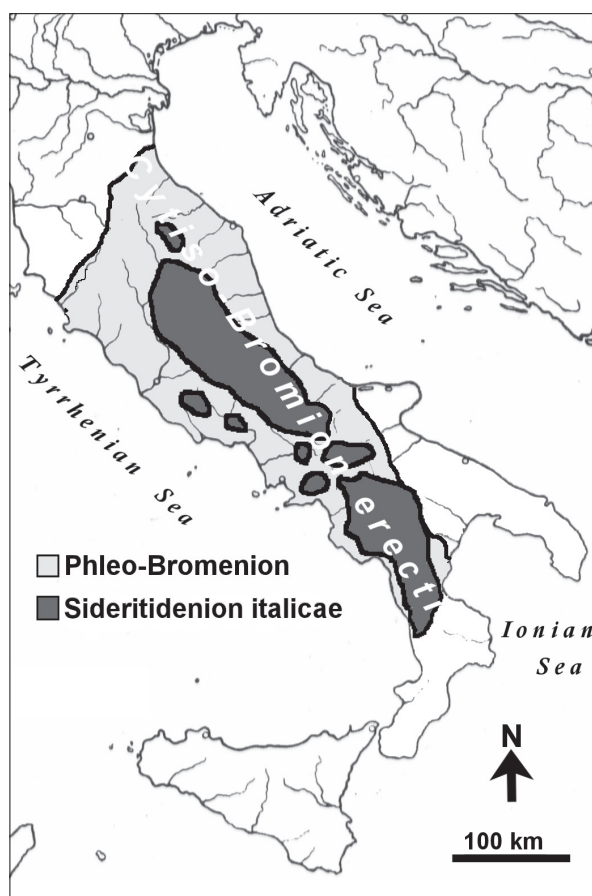 Cytiso Bromion erecti
Adriatic Sea
Tyrrhenian Sea
Phleo-Bromenion
Sideritidenion italicae
Ionian
Sea
N
100 km